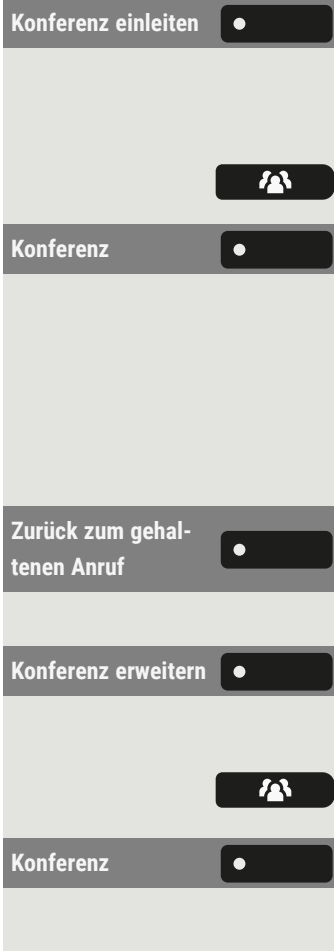 Konferenz einleiten
Konferenz
Zurück zum gehal-
tenen Anruf
Konferenz erweitern
Konferenz